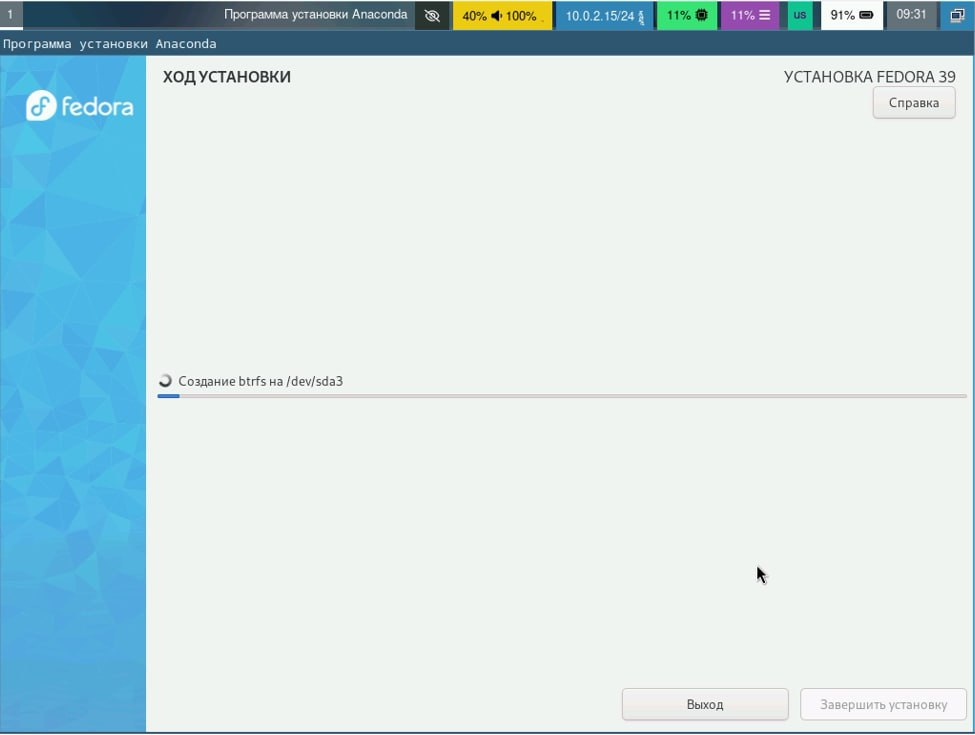 1 Программа установки Anaconda 40% 100% 10.0.2.15/24 11% 11% us 91% 09:31
Программа установки Anaconda
ХОД УСТАНОВКИ УСТАНОВКА FEDORA 39
fedora Справка
Создание btrfs на /dev/sda3
Выход Завершить установку